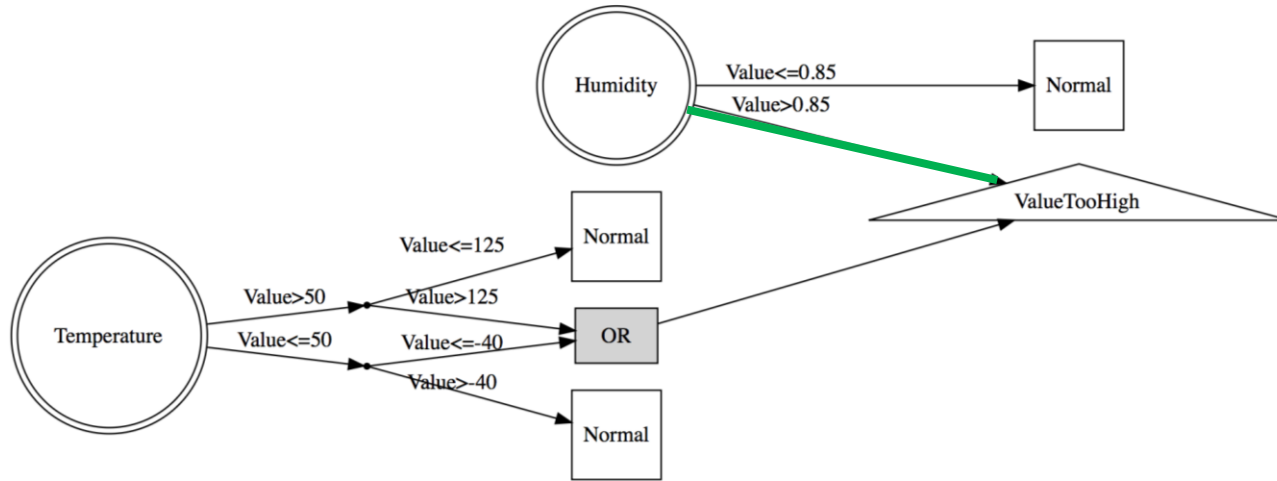 Humidity
Value<=0.85
Value>0.85
Normal
ValueTooHigh
Temperature
Value>50
Value<=50
Value<=125
Value>125
Value<=-40
Value>-40
Normal
OR
Normal